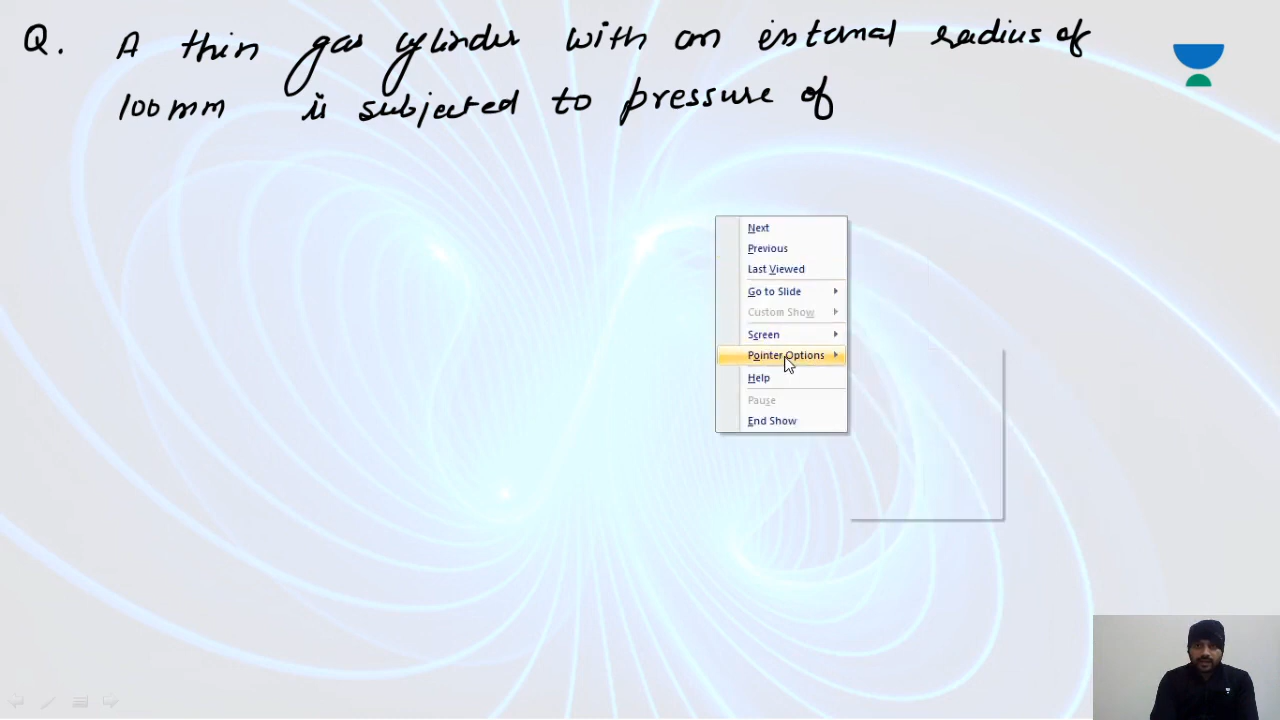 Q. A thin gas cylinder with an internal radius of
100 mm is subjected to pressure of
Next
Previous
Last Viewed
Go to Slide
Custom Show
Screen
Pointer Options
Help
Pause
End Show